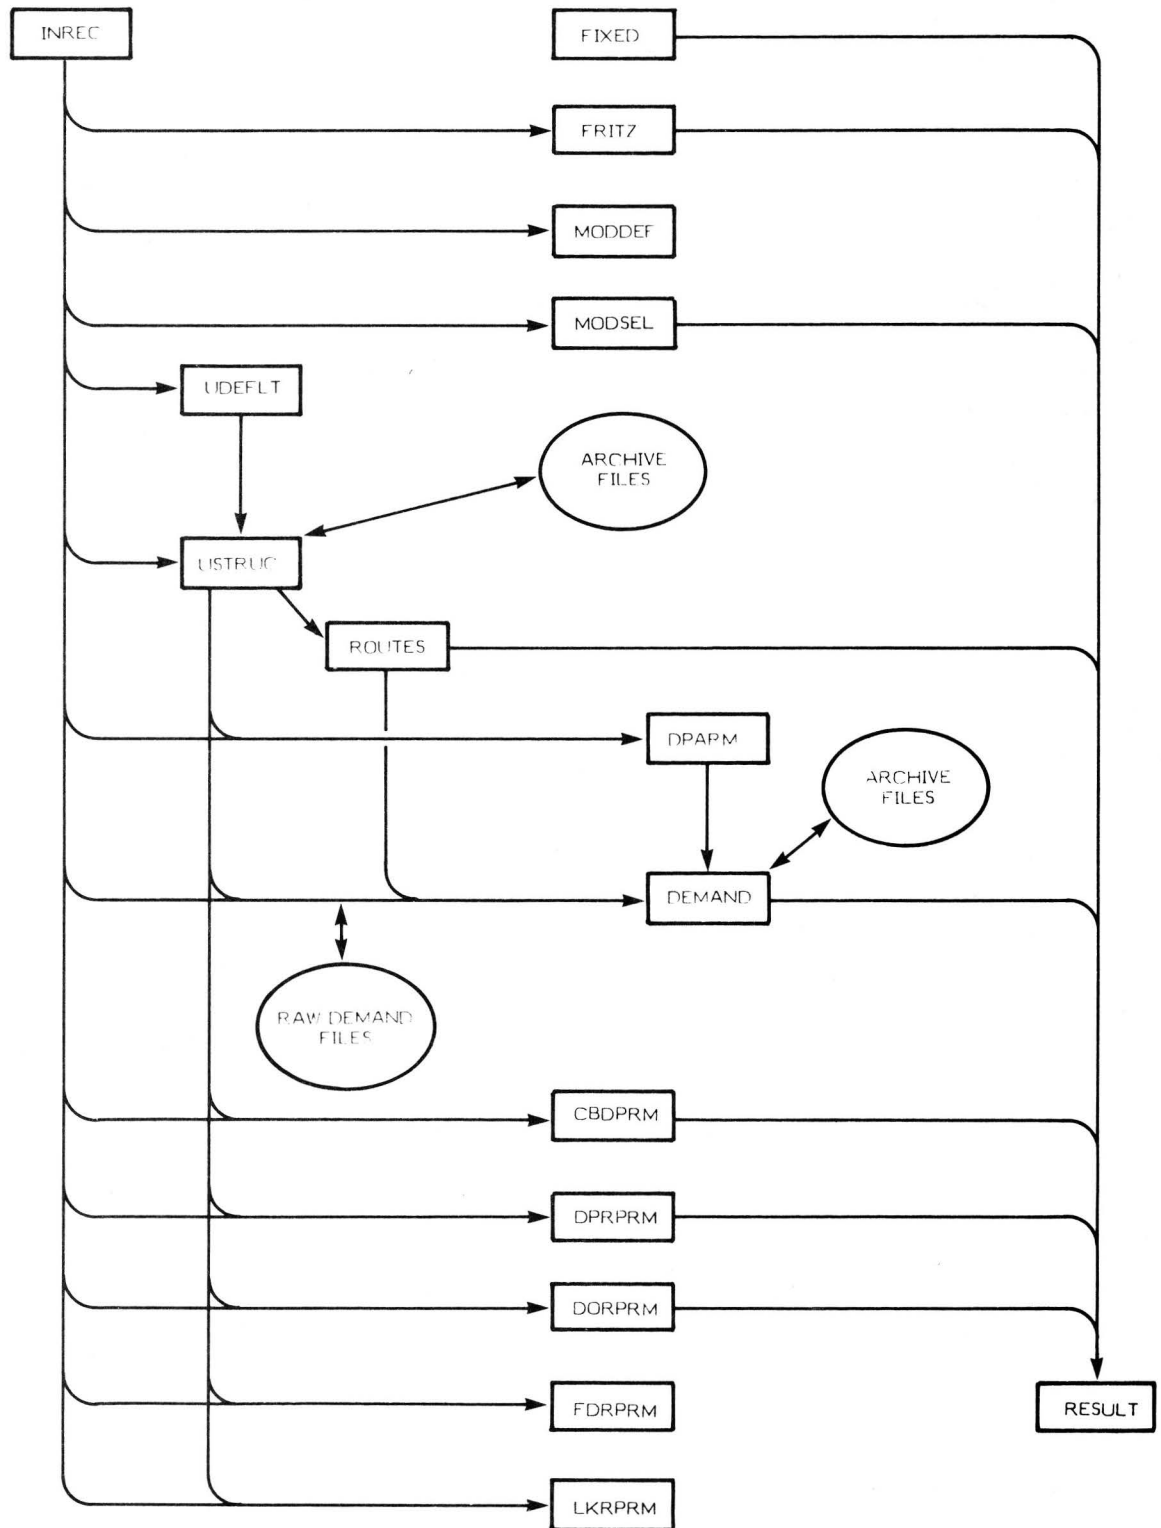 INREC
FIXED
FRITZ
MODDEF
MODSEL
UDEFLT
ARCHIVE
FILES
USTRUC
ROUTES
DPARM
ARCHIVE
FILES
DEMAND
RAW DEMAND
FILES
CBDPRM
DPRPRM
DORPRM
FDRPRM
RESULT
LKRPRM